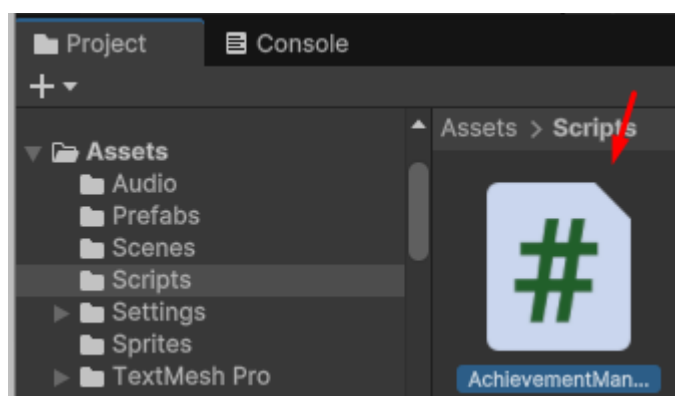 Project
Console
Assets > Scripts
Assets
Audio
Prefabs
Scenes
Scripts
Settings
Sprites
TextMesh Pro
#
AchievementMan...